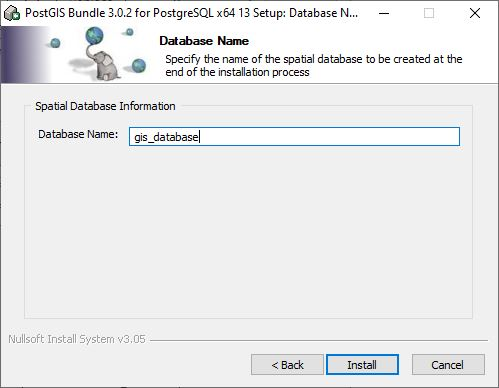 PostGIS Bundle 3.0.2 for PostgreSQL x64 13 Setup: Database N...
Database Name
Specify the name of the spatial database to be created at the
end of the installation process
Spatial Database Information
Database Name: gis_database
Nullsoft Install System v3.05
< Back Install Cancel